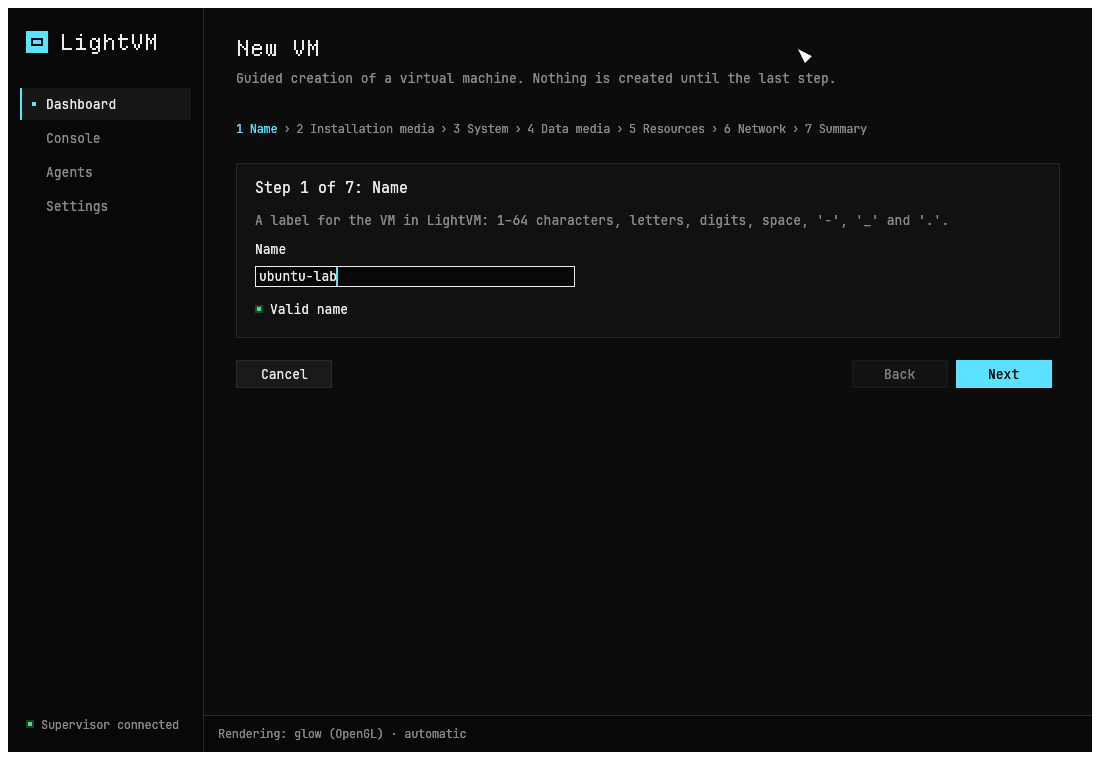 LightVM
Dashboard
Console
Agents
Settings
Supervisor connected
New VM
Guided creation of a virtual machine. Nothing is created until the last step.
1 Name › 2 Installation media › 3 System › 4 Data media › 5 Resources › 6 Network › 7 Summary
Step 1 of 7: Name
A label for the VM in LightVM: 1-64 characters, letters, digits, space, '-', '_' and '.'.
Name
ubuntu-lab
Valid name
Cancel
Back
Next
Rendering: glow (OpenGL) · automatic